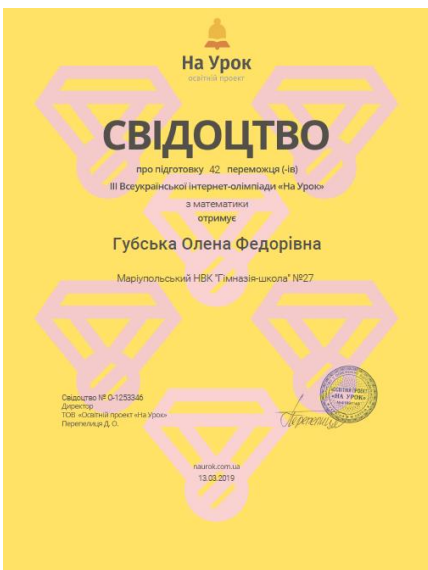 На Урок
освітній проект
СВІДОЦТВО
про підготовку 42 переможця (-ів)
III Всеукраїнської інтернет-олімпіади «На Урок»
з математики
отримує
Губська Олена Федорівна
Маріупольський НВК "Гімназія-школа" №27
Свідоцтво № O-1253346
Директор
ТОВ «Освітній проект «На Урок»
Перепелиця Д. О.
«НА УРОК»
naurok.com.ua
13.03.2019